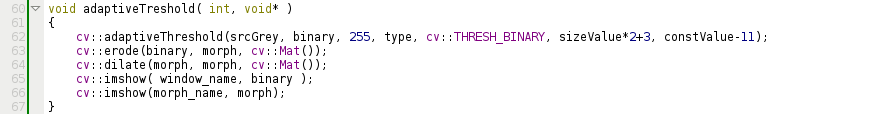 60 void adaptiveTreshold( int, void* )
61 {
62 cv::adaptiveThreshold(srcGrey, binary, 255, type, cv::THRESH_BINARY, sizeValue*2+3, constValue-11);
63 cv::erode(binary, morph, cv::Mat());
64 cv::dilate(morph, morph, cv::Mat());
65 cv::imshow( window_name, binary );
66 cv::imshow(morph_name, morph);
67 }